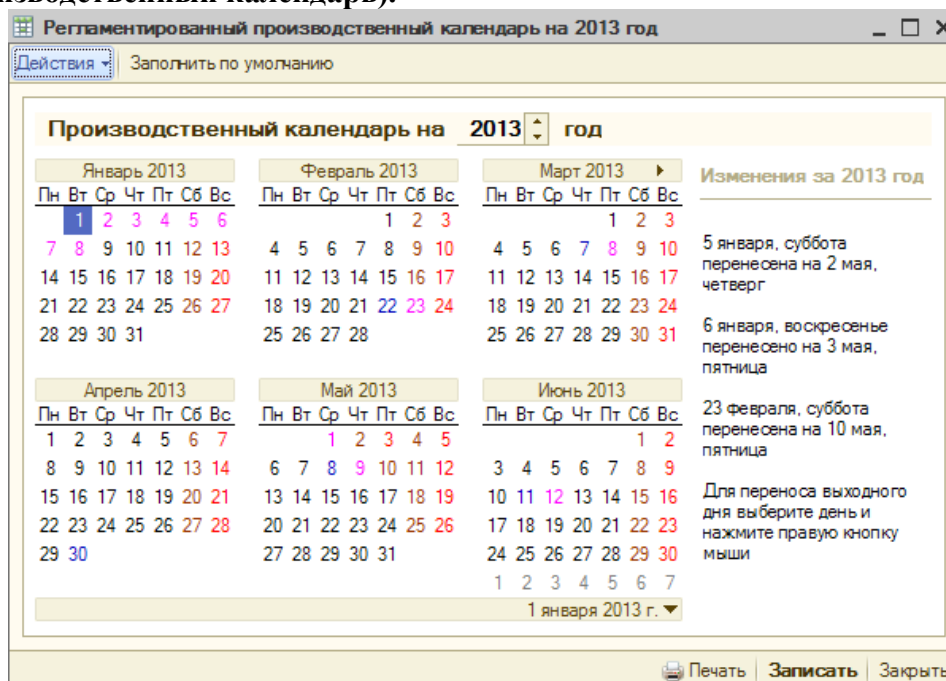 изводственный календарь).
Регламентированный производственный календарь на 2013 год
Действия Заполнить по умолчанию
Производственный календарь на 2013 год
Январь 2013 Февраль 2013 Март 2013
Изменения за 2013 год
Пн Вт Ср Чт Пт Сб Вс Пн Вт Ср Чт Пт Сб Вс Пн Вт Ср Чт Пт Сб Вс
1 2 3 4 5 6 1 2 3 1 2 3
7 8 9 10 11 12 13 4 5 6 7 8 9 10 4 5 6 7 8 9 10
14 15 16 17 18 19 20 11 12 13 14 15 16 17 11 12 13 14 15 16 17
21 22 23 24 25 26 27 18 19 20 21 22 23 24 18 19 20 21 22 23 24
28 29 30 31 25 26 27 28 25 26 27 28 29 30 31
5 января, суббота
перенесена на 2 мая,
четверг
6 января, воскресенье
перенесено на 3 мая,
пятница
Апрель 2013 Май 2013 Июнь 2013
Пн Вт Ср Чт Пт Сб Вс Пн Вт Ср Чт Пт Сб Вс Пн Вт Ср Чт Пт Сб Вс
1 2 3 4 5 6 7 1 2 3 4 5 1 2
8 9 10 11 12 13 14 6 7 8 9 10 11 12 3 4 5 6 7 8 9
15 16 17 18 19 20 21 13 14 15 16 17 18 19 10 11 12 13 14 15 16
22 23 24 25 26 27 28 20 21 22 23 24 25 26 17 18 19 20 21 22 23
29 30 27 28 29 30 31 24 25 26 27 28 29 30
1 2 3 4 5 6 7
23 февраля, суббота
перенесена на 10 мая,
пятница
Для переноса выходного
дня выберите день и
нажмите правую кнопку
мыши
1 января 2013 г.
Печать Записать Закрыть